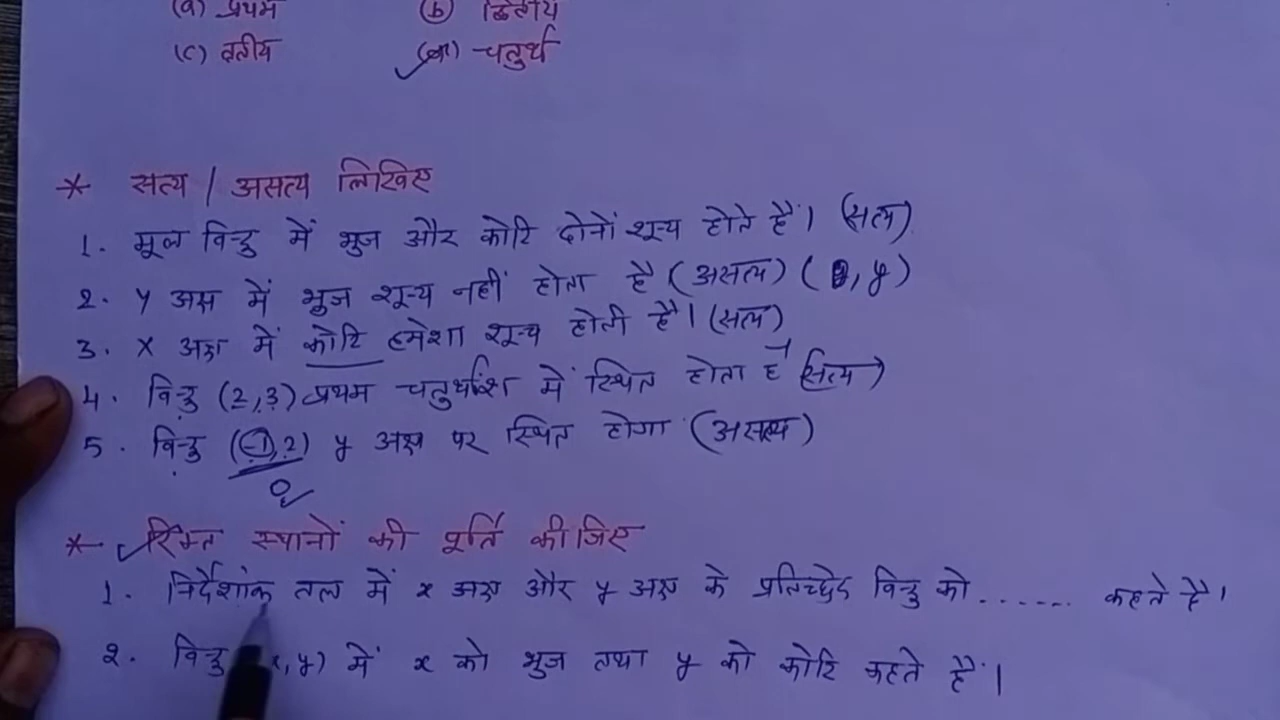 (a) प्रथम (b) द्वितीय
(c) तृतीय (d) चतुर्थ
* सत्य / असत्य लिखिए
1. मूल बिन्दु में भुज और कोटि दोनों शून्य होते हैं। (सत्य)
2. y अक्ष में भुज शून्य नहीं होता है (असत्य) (0, y)
3. x अक्ष में कोटि हमेशा शून्य होती है। (सत्य)
4. बिन्दु (2,3) प्रथम चतुर्थांश में स्थित होता है (सत्य)
5. बिन्दु (-1,2) y अक्ष पर स्थित होगा (असत्य)
0
* रिक्त स्थानों की पूर्ति कीजिए
1. निर्देशांक तल में x अक्ष और y अक्ष के प्रतिच्छेद बिन्दु को ....... कहते है।
2. बिन्दु x, y) में x को भुज तथा y को कोटि कहते है।